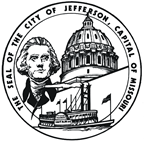 THE SEAL OF THE CITY OF JEFFERSON, CAPITAL OF MISSOURI